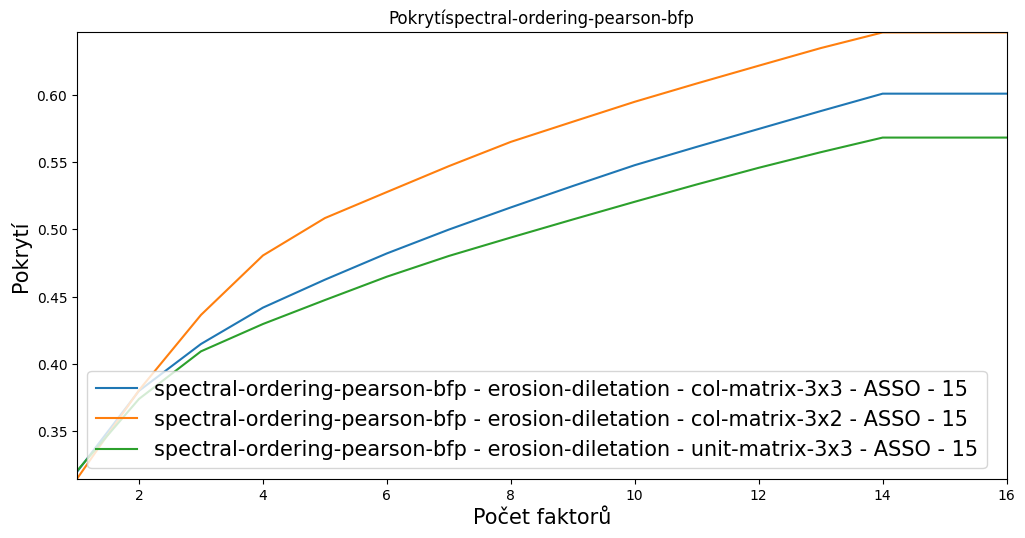 Pokrytíspectral-ordering-pearson-bfp
0.60
0.55
0.50
0.45
0.40
0.35
Pokrytí
spectral-ordering-pearson-bfp - erosion-diletation - col-matrix-3x3 - ASSO - 15
spectral-ordering-pearson-bfp - erosion-diletation - col-matrix-3x2 - ASSO - 15
spectral-ordering-pearson-bfp - erosion-diletation - unit-matrix-3x3 - ASSO - 15
2 4 6 8 10 12 14 16
Počet faktorů